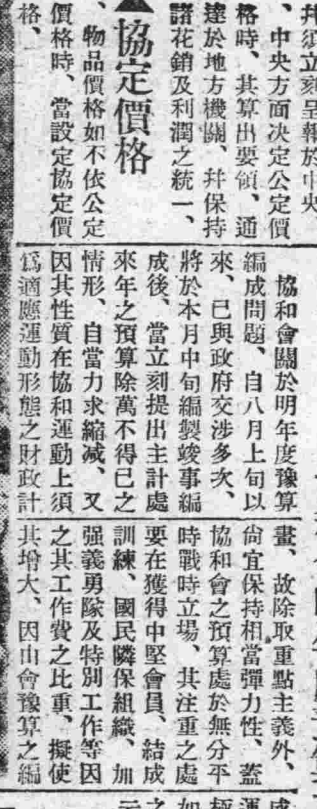 并須立刻呈報於中央
、中央方面决定公定價
格時、其算出要領、通
達於地方機關、幷保持
諸花銷及利潤之統一、
▲協定價格
、物品價格如不依公定
價格時、當設定協定價
格、
協和會關於明年度豫算
編成問題、自八月上旬以
來、已與政府交涉多次、
將於本月中旬編製竣事編
成後、當立刻提出主計處
來年之預算除萬不得已之
情形、自當力求縮减、又
因其性質在協和運動上須
爲適應運動形態之財政計
畫、故除取重點主義外、
尙宜保持相當彈力性、蓋
協和會之預算處於無分平
時戰時立場、其注重之處
要在獲得中堅會員、結成
訓練、國民隣保組織、加
强義勇隊及特別工作等因
之其工作費之比重、擬使
其增大、因由會豫算之編